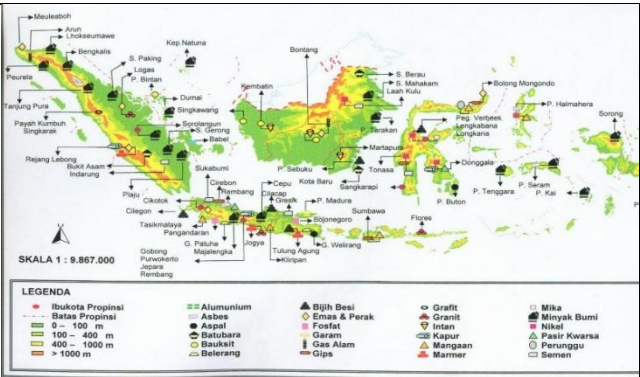 Meuleaboh
Arun
Lhokseumawe
Bengkalis
S. Paking
Logas
P. Bintan
Kep.Natuna
Bontang
Kembatin
S. Berau
S. Mahakam
Laah Kulu
Bolong Mongondo
P. Halmahera
Sorong
Peurela
Dumai
Singkawang
Tanjung Pura
Payah Kumbuh
Singkarak
Sorolangun
S. Gerong
Babel
P. Tarakan
Peg. Verbeek
Lengkabana
Longkana
Martapura
Rejang Lebong
Bukit Asam
Indarung
Sukabumi
P. Sebuku
Kota Baru
Tonasa
Sangkarapi
Donggala
P. Buton
P. Tenggara
P. Seram
P. Kai
Plaju
Cikotok
Cilegon
Cirebon
Rembang
Cepu
Cilacap
Gresik
P. Madura
Bojonegoro
Sumbawa
Flores
Tasikmalaya
Pangandaran
G. Patuha
Majalengka
Jogya
Tulung Agung
Kliripan
G. Welirang
Gobong
Purwokerto
Jepara
Rembang
SKALA 1 : 9.867.000
LEGENDA
Ibukota Propinsi
Batas Propinsi
0 – 100 m
100 – 400 m
400 – 1000 m
> 1000 m
Alumunium
Asbes
Aspal
Batubara
Bauksit
Belerang
Bijih Besi
Emas & Perak
Fosfat
Garam
Gas Alam
Gips
Grafit
Granit
Intan
Kapur
Mangaan
Marmer
Mika
Minyak Bumi
Nikel
Pasir Kwarsa
Perunggu
Semen